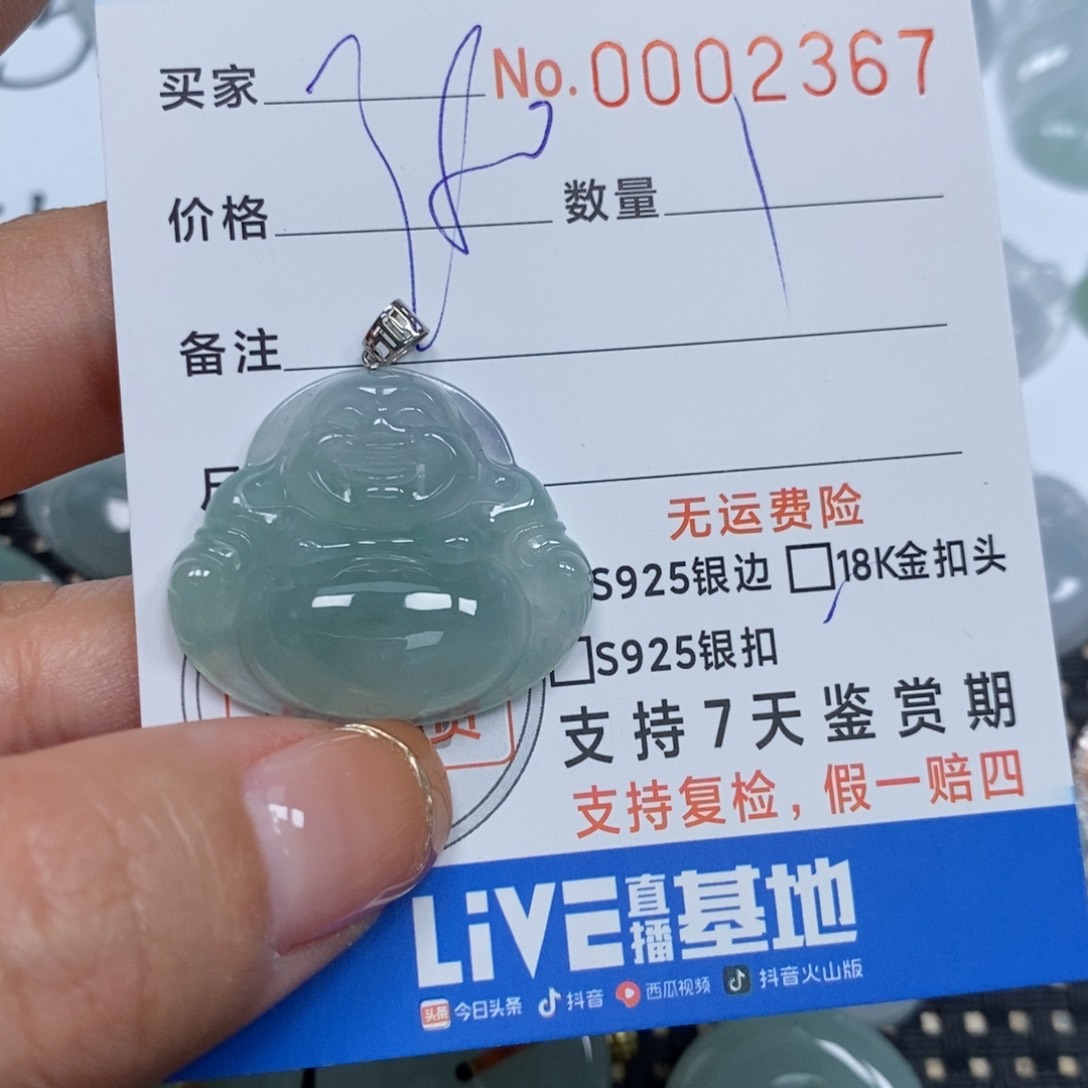 买家 No.0002367
价格 数量 1
备注
无运费险
S925银边 □18K金扣头
□S925银扣
支持7天鉴赏期
支持复检，假一赔四
LiVE直播基地
头条 今日头条 抖音 西瓜视频 抖音火山版